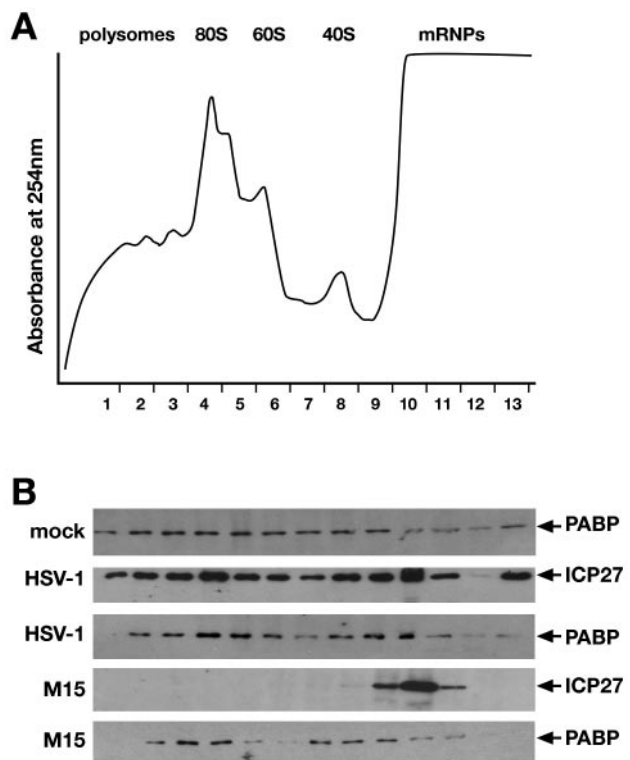 A
polysomes 80S 60S 40S mRNPs
Absorbance at 254nm
1 2 3 4 5 6 7 8 9 10 11 12 13
B
mock PABP
HSV-1 ICP27
HSV-1 PABP
M15 ICP27
M15 PABP